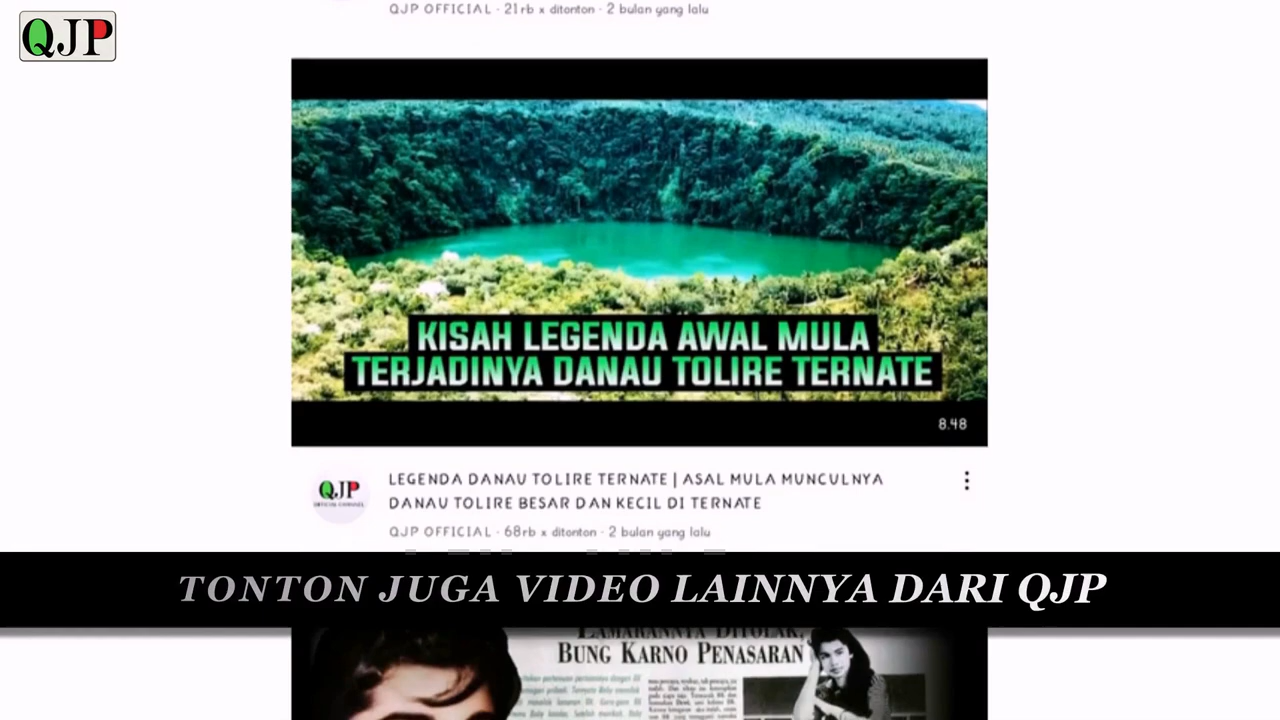 QJP OFFICIAL · 21rb x ditonton · 2 bulan yang lalu
QJP
KISAH LEGENDA AWAL MULA
TERJADINYA DANAU TOLIRE TERNATE
8.48
QJP
LEGENDA DANAU TOLIRE TERNATE | ASAL MULA MUNCULNYA
DANAU TOLIRE BESAR DAN KECIL DI TERNATE
QJP OFFICIAL · 68rb x ditonton · 2 bulan yang lalu
TONTON JUGA VIDEO LAINNYA DARI QJP
LAMARANNYA DITOLAK,
BUNG KARNO PENASARAN